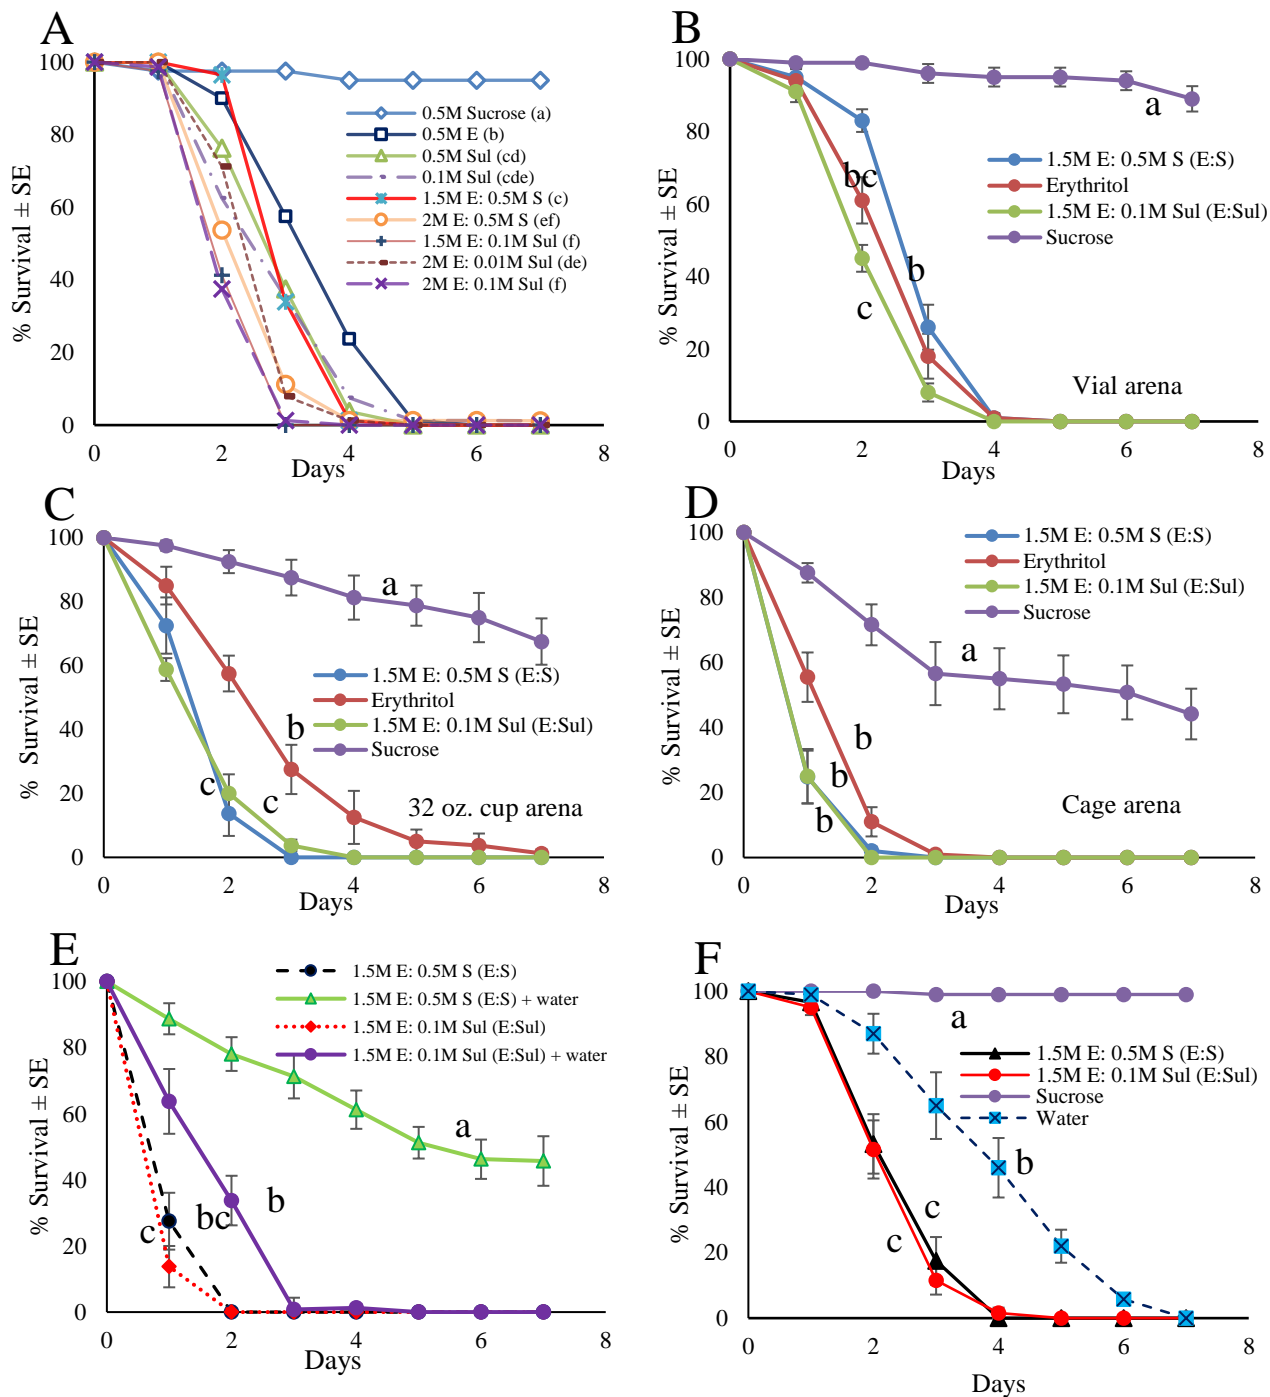 A
% Survival ± SE
100
80
60
40
20
0
0 2 4 6 8
Days
0.5M Sucrose (a)
0.5M E (b)
0.5M Sul (cd)
0.1M Sul (cde)
1.5M E: 0.5M S (c)
2M E: 0.5M S (ef)
1.5M E: 0.1M Sul (f)
2M E: 0.01M Sul (de)
2M E: 0.1M Sul (f)
B
% Survival ± SE
100
80
60
40
20
0
0 2 4 6 8
Days
a
bc
b
c
1.5M E: 0.5M S (E:S)
Erythritol
1.5M E: 0.1M Sul (E:Sul)
Sucrose
Vial arena
C
% Survival ± SE
100
80
60
40
20
0
0 2 4 6 8
Days
a
b
c
c
1.5M E: 0.5M S (E:S)
Erythritol
1.5M E: 0.1M Sul (E:Sul)
Sucrose
32 oz. cup arena
D
% Survival ± SE
100
80
60
40
20
0
0 2 4 6 8
Days
1.5M E: 0.5M S (E:S)
Erythritol
1.5M E: 0.1M Sul (E:Sul)
Sucrose
a
b
b
b
Cage arena
E
% Survival ± SE
100
80
60
40
20
0
0 2 4 6 8
Days
1.5M E: 0.5M S (E:S)
1.5M E: 0.5M S (E:S) + water
1.5M E: 0.1M Sul (E:Sul)
1.5M E: 0.1M Sul (E:Sul) + water
a
c
bc
b
F
% Survival ± SE
100
80
60
40
20
0
0 2 4 6 8
Days
a
1.5M E: 0.5M S (E:S)
1.5M E: 0.1M Sul (E:Sul)
Sucrose
Water
b
c
c